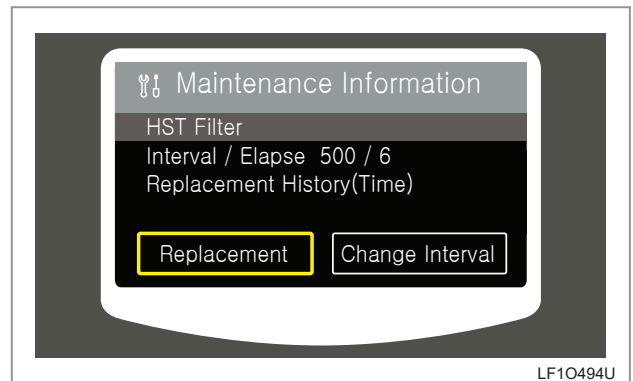 Maintenance Information
HST Filter
Interval / Elapse 500 / 6
Replacement History(Time)
Replacement
Change Interval
LF1O494U